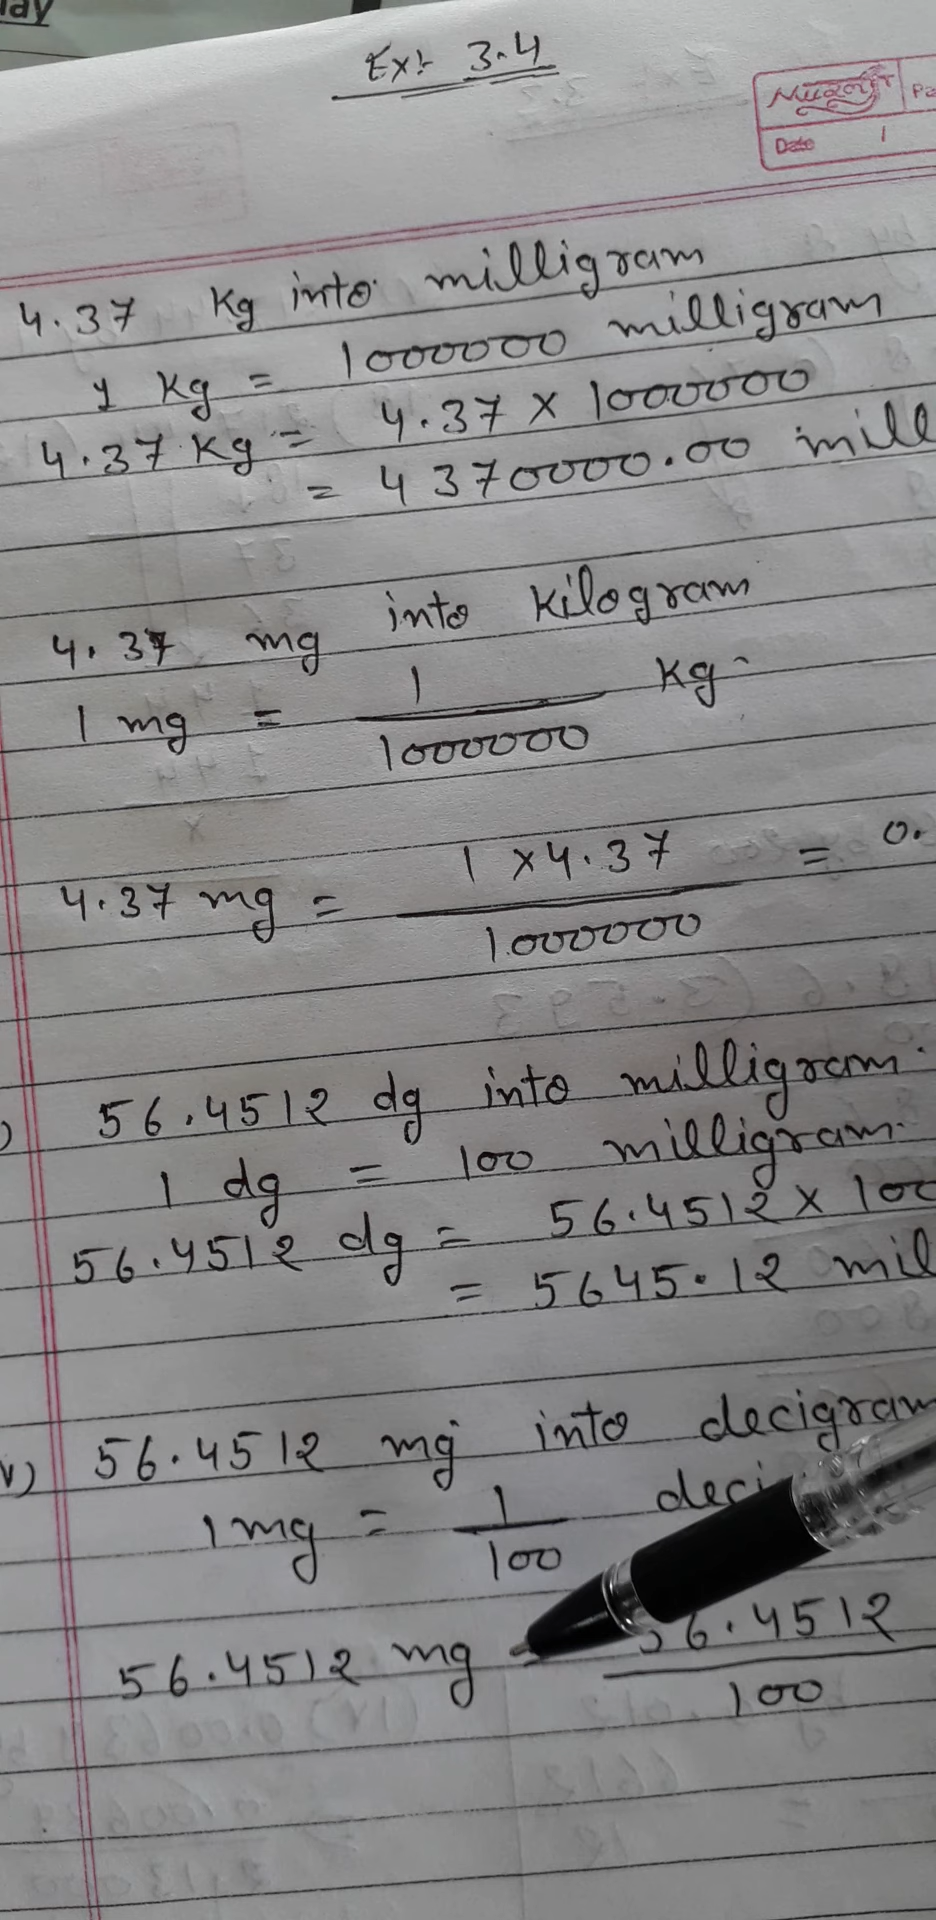 lay
Ex:- 3.4
Date
4.37 Kg into milligram
1 Kg = 1000000 milligram
4.37 Kg = 4.37 × 1000000
= 4370000.00 mill
4.37 mg into Kilogram
1 mg = 1/1000000 Kg
4.37 mg = 1 × 4.37/1000000 = 0.
) 56.4512 dg into milligram.
1 dg = 100 milligram.
56.4512 dg = 56.4512 × 100
= 5645.12 mil
v) 56.4512 mg into decigram
1 mg = 1/100 deci
56.4512 mg = 56.4512/100